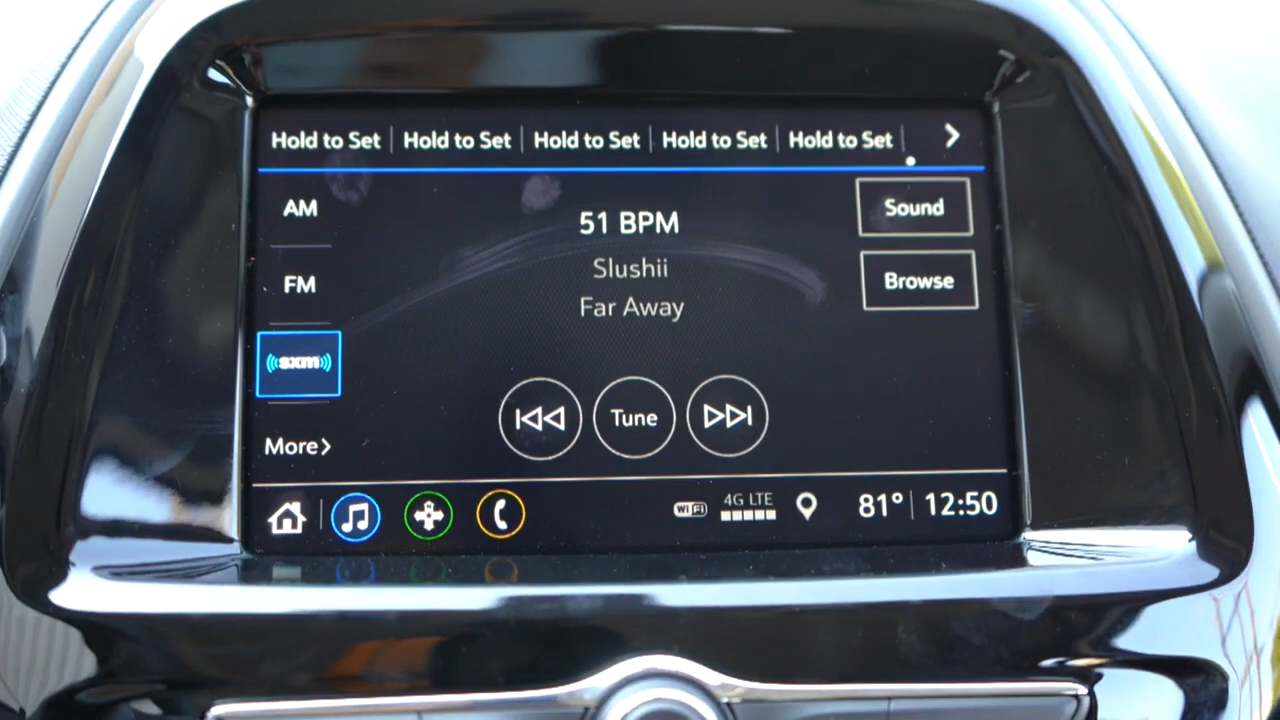 Hold to Set Hold to Set Hold to Set Hold to Set Hold to Set
AM
Sound
51 BPM
Slushii
FM
Browse
Far Away
sxm
Tune
More
WiFi 4G LTE 81° 12:50